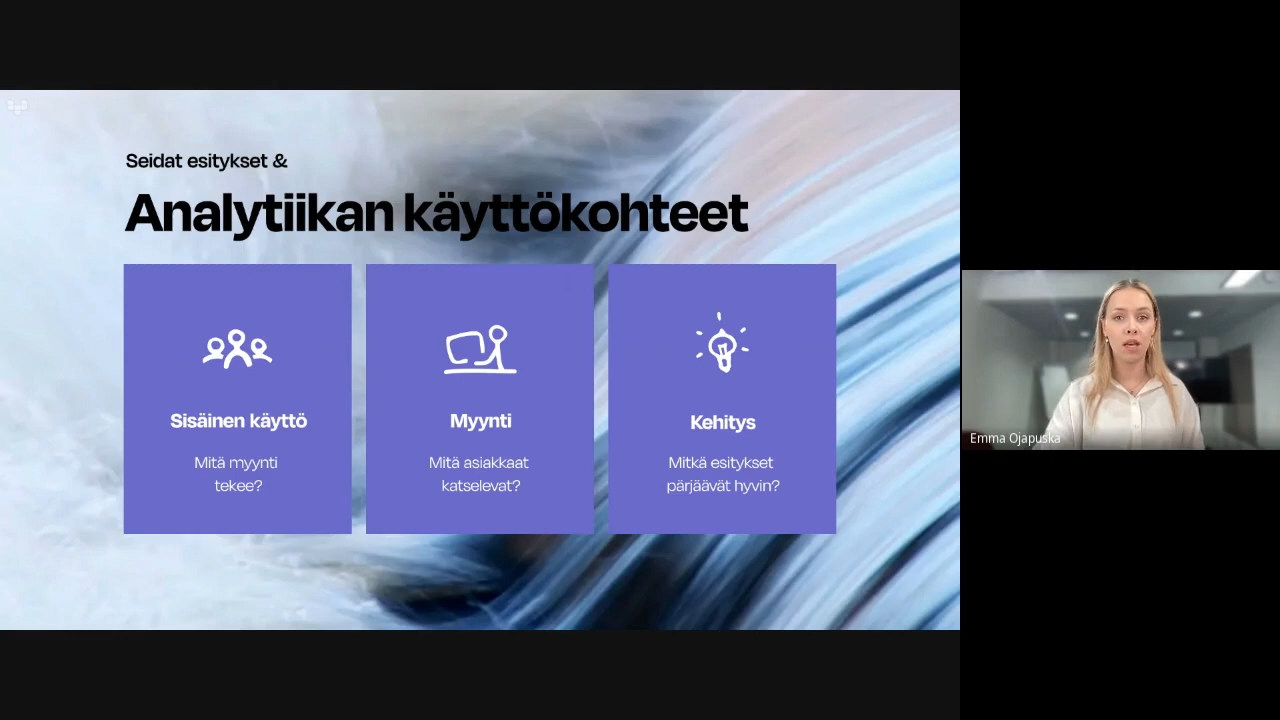 Seidat esitykset &
Analytiikan käyttökohteet
Sisäinen käyttö
Mitä myynti
tekee?
Myynti
Mitä asiakkaat
katselevat?
Kehitys
Mitkä esitykset
pärjäävät hyvin?
Emma Ojapuska